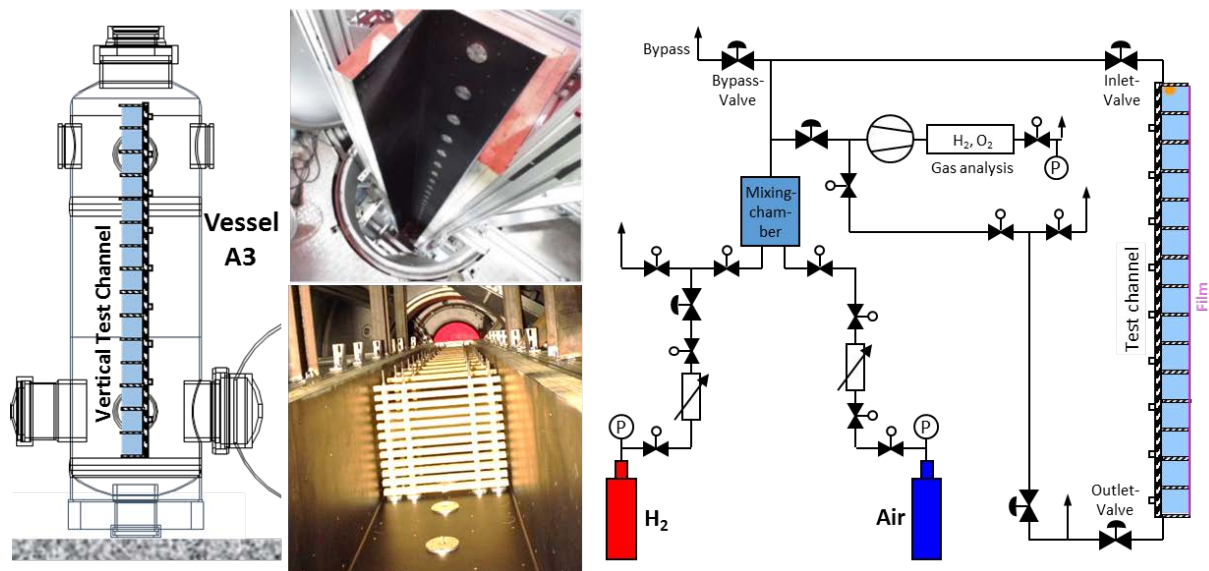 Vertical Test Channel
Vessel
A3
Bypass
Bypass-
Valve
Inlet-
Valve
H₂, O₂
Gas analysis
P
Mixing-
cham-
ber
Test channel
Film
P
P
H₂
Air
Outlet-
Valve